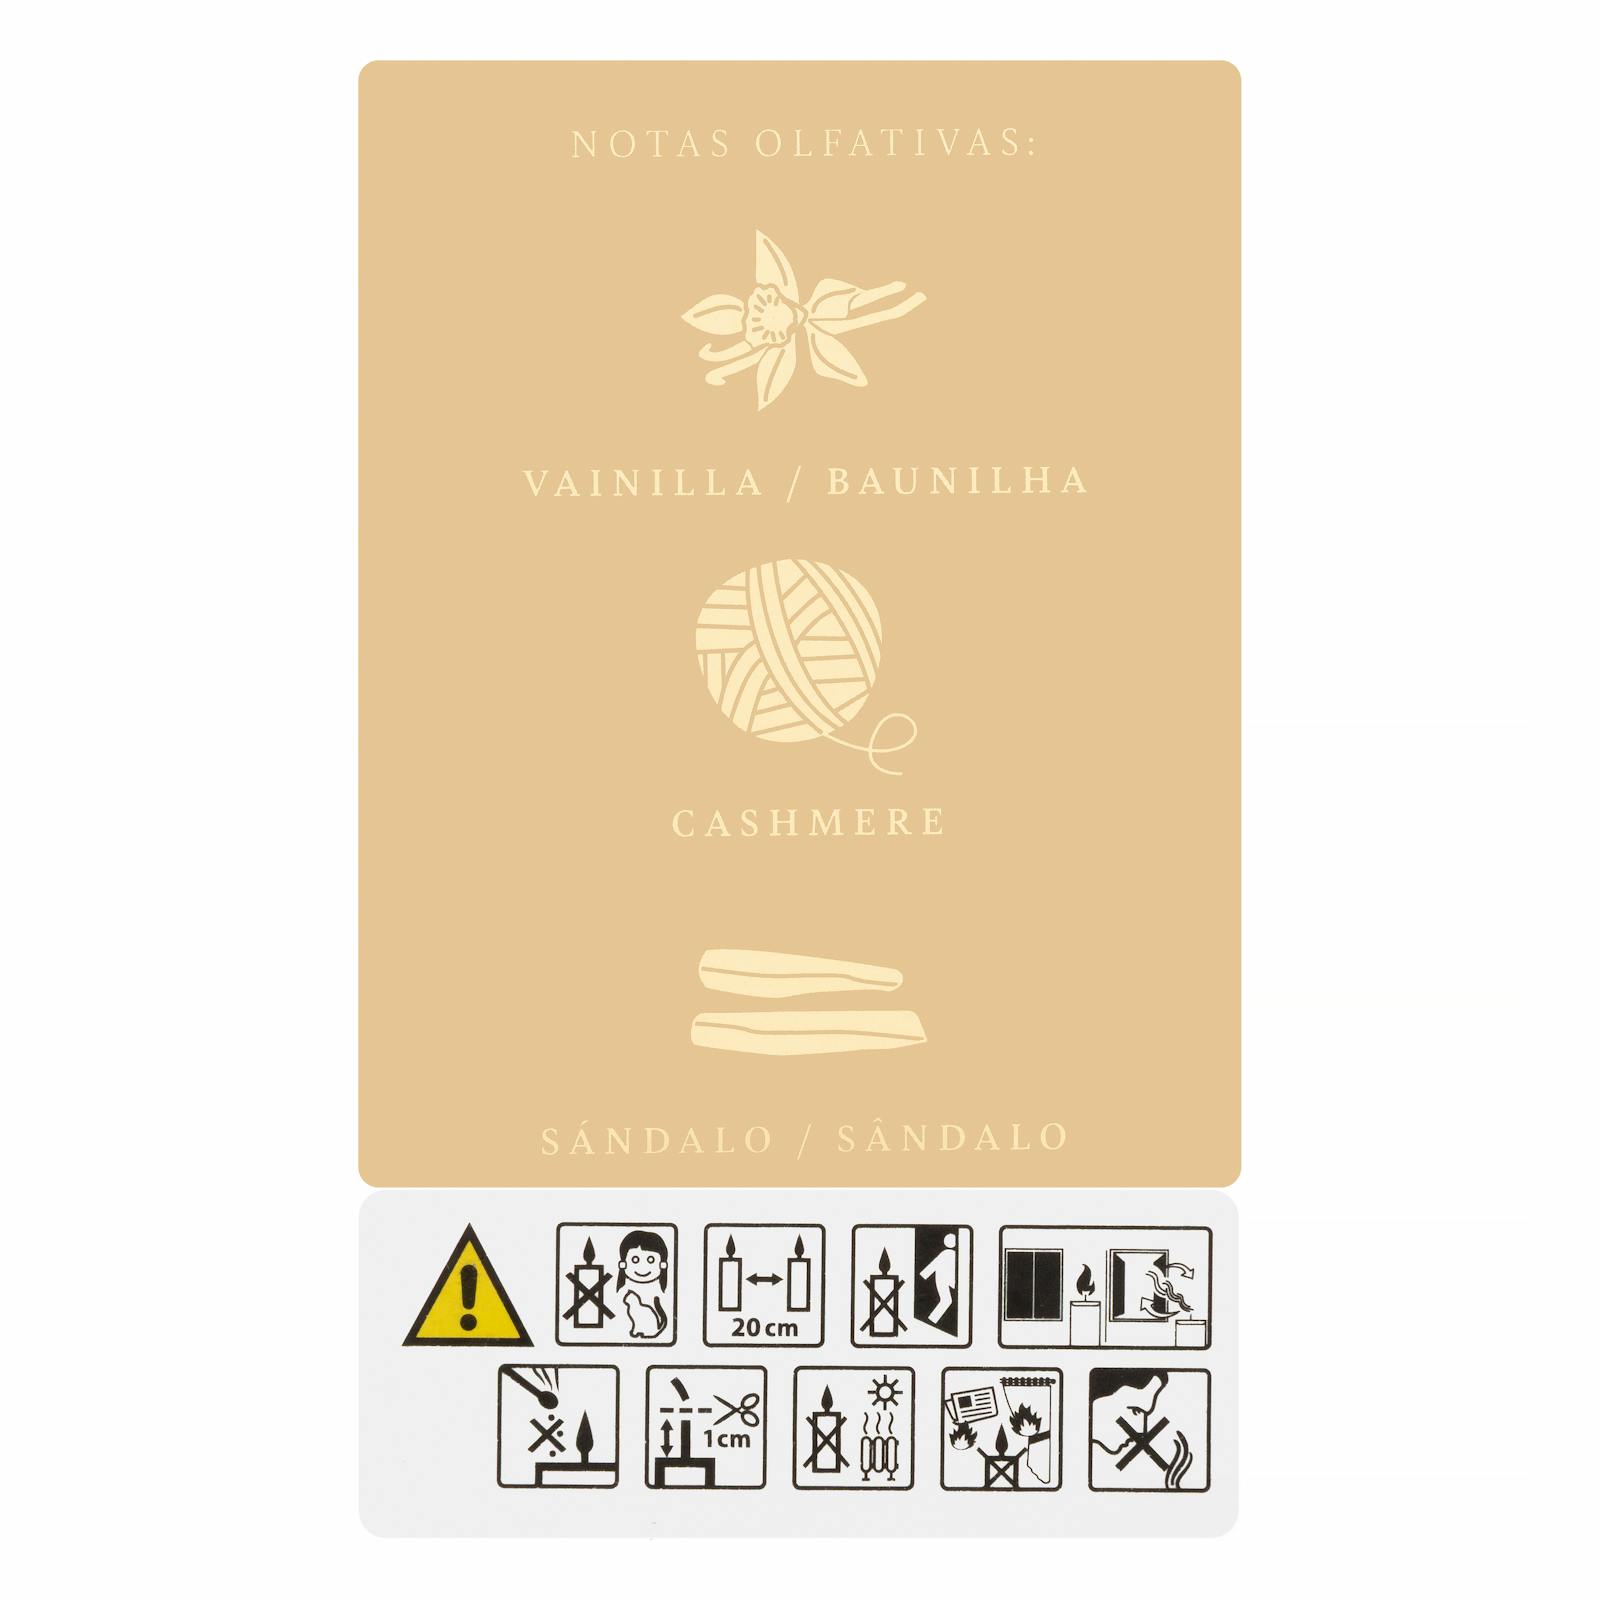 NOTAS OLFATIVAS:
VAINILLA / BAUNILHA
CASHMERE
SÁNDALO / SÂNDALO
20 cm
1cm